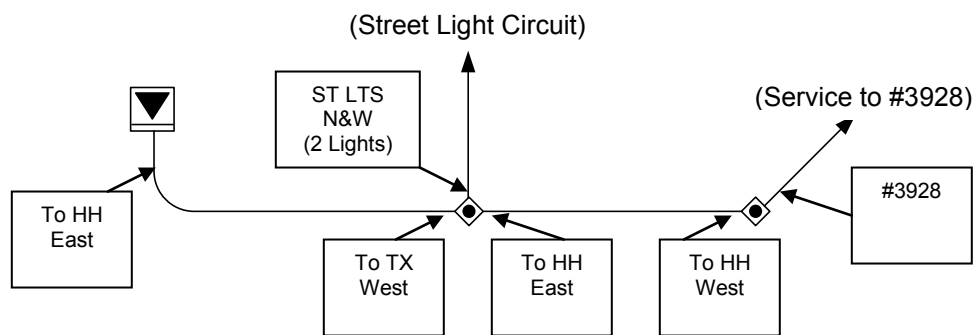 (Street Light Circuit)
ST LTS
N&W
(2 Lights)
(Service to #3928)
To HH
East
#3928
To TX
West
To HH
East
To HH
West